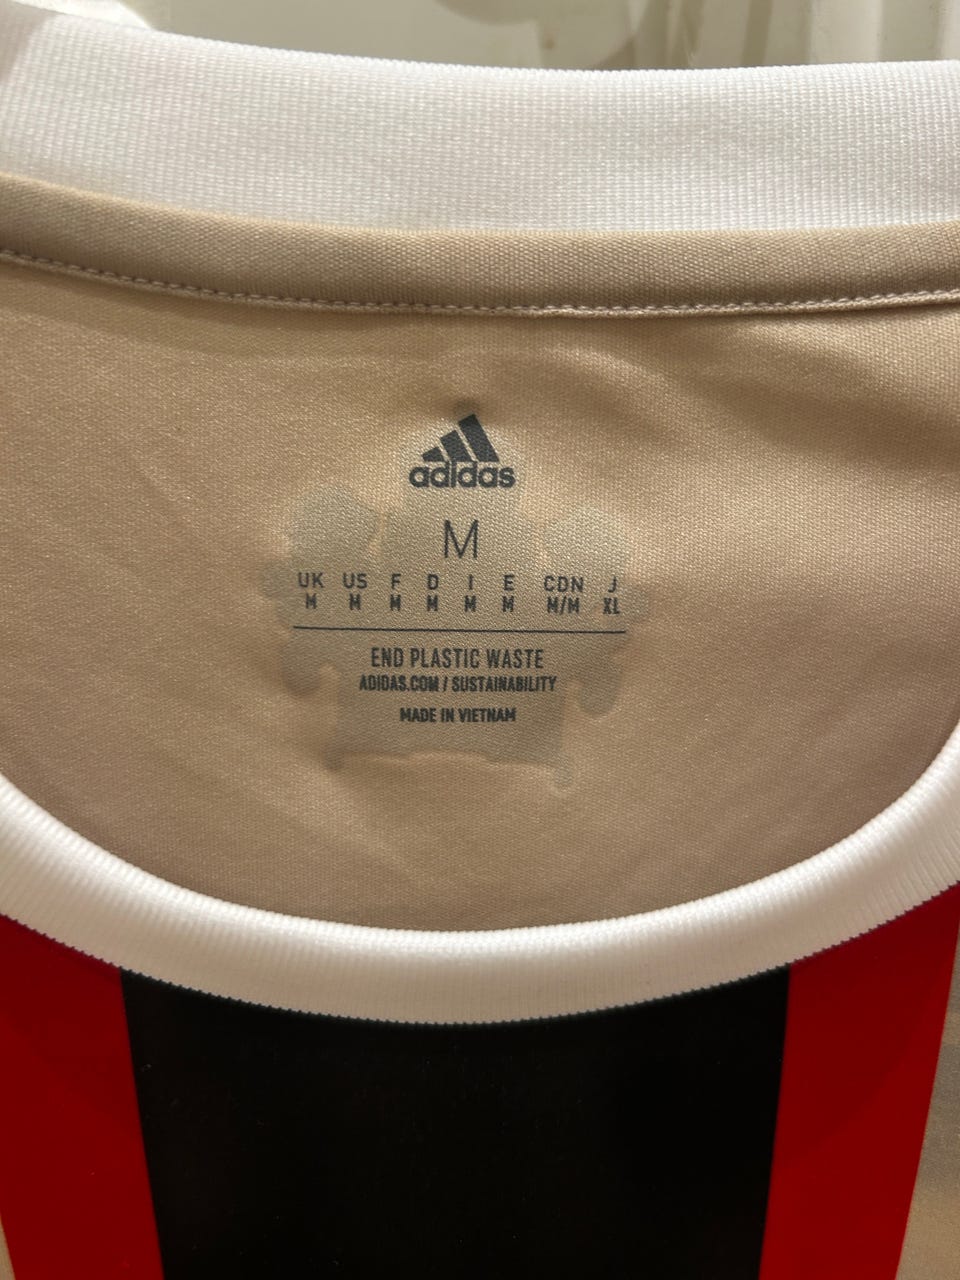 adidas
M
UK US F D I E CDN J
M M M M M M M/M XL
END PLASTIC WASTE
ADIDAS.COM / SUSTAINABILITY
MADE IN VIETNAM